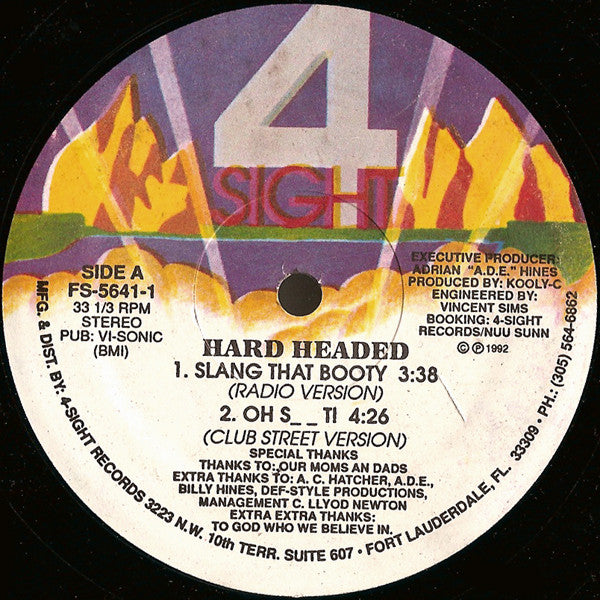 4
SIGHT
SIDE A
FS-5641-1
33 1/3 RPM
STEREO
PUB: VI-SONIC
(BMI)
EXECUTIVE PRODUCER:
ADRIAN "A.D.E." HINES
PRODUCED BY: KOOLY-C
ENGINEERED BY:
VINCENT SIMS
BOOKING: 4-SIGHT
RECORDS/NUU SUNN
© ℗ 1992
HARD HEADED
1. SLANG THAT BOOTY 3:38
(RADIO VERSION)
2. OH S_ _ T! 4:26
(CLUB STREET VERSION)
SPECIAL THANKS
THANKS TO: OUR MOMS AN DADS
EXTRA THANKS TO: A. C. HATCHER, A.D.E.,
BILLY HINES, DEF-STYLE PRODUCTIONS,
MANAGEMENT C. LLYOD NEWTON
EXTRA EXTRA THANKS:
TO GOD WHO WE BELIEVE IN.
MFG. & DIST. BY: 4-SIGHT RECORDS 3223 N.W. 10th TERR. SUITE 607 • FORT LAUDERDALE, FL. 33309 • PH.: (305) 564-6862